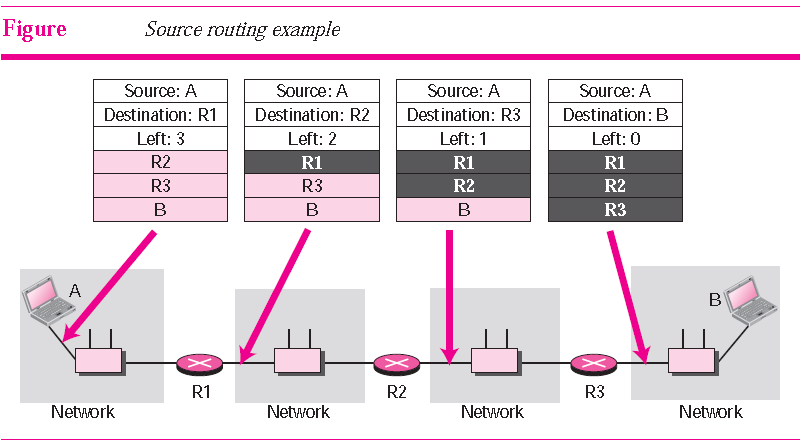 Figure Source routing example
Source: A
Destination: R1
Left: 3
R2
R3
B
Source: A
Destination: R2
Left: 2
R1
R3
B
Source: A
Destination: R3
Left: 1
R1
R2
B
Source: A
Destination: B
Left: 0
R1
R2
R3
A
B
R1
R2
R3
Network
Network
Network
Network